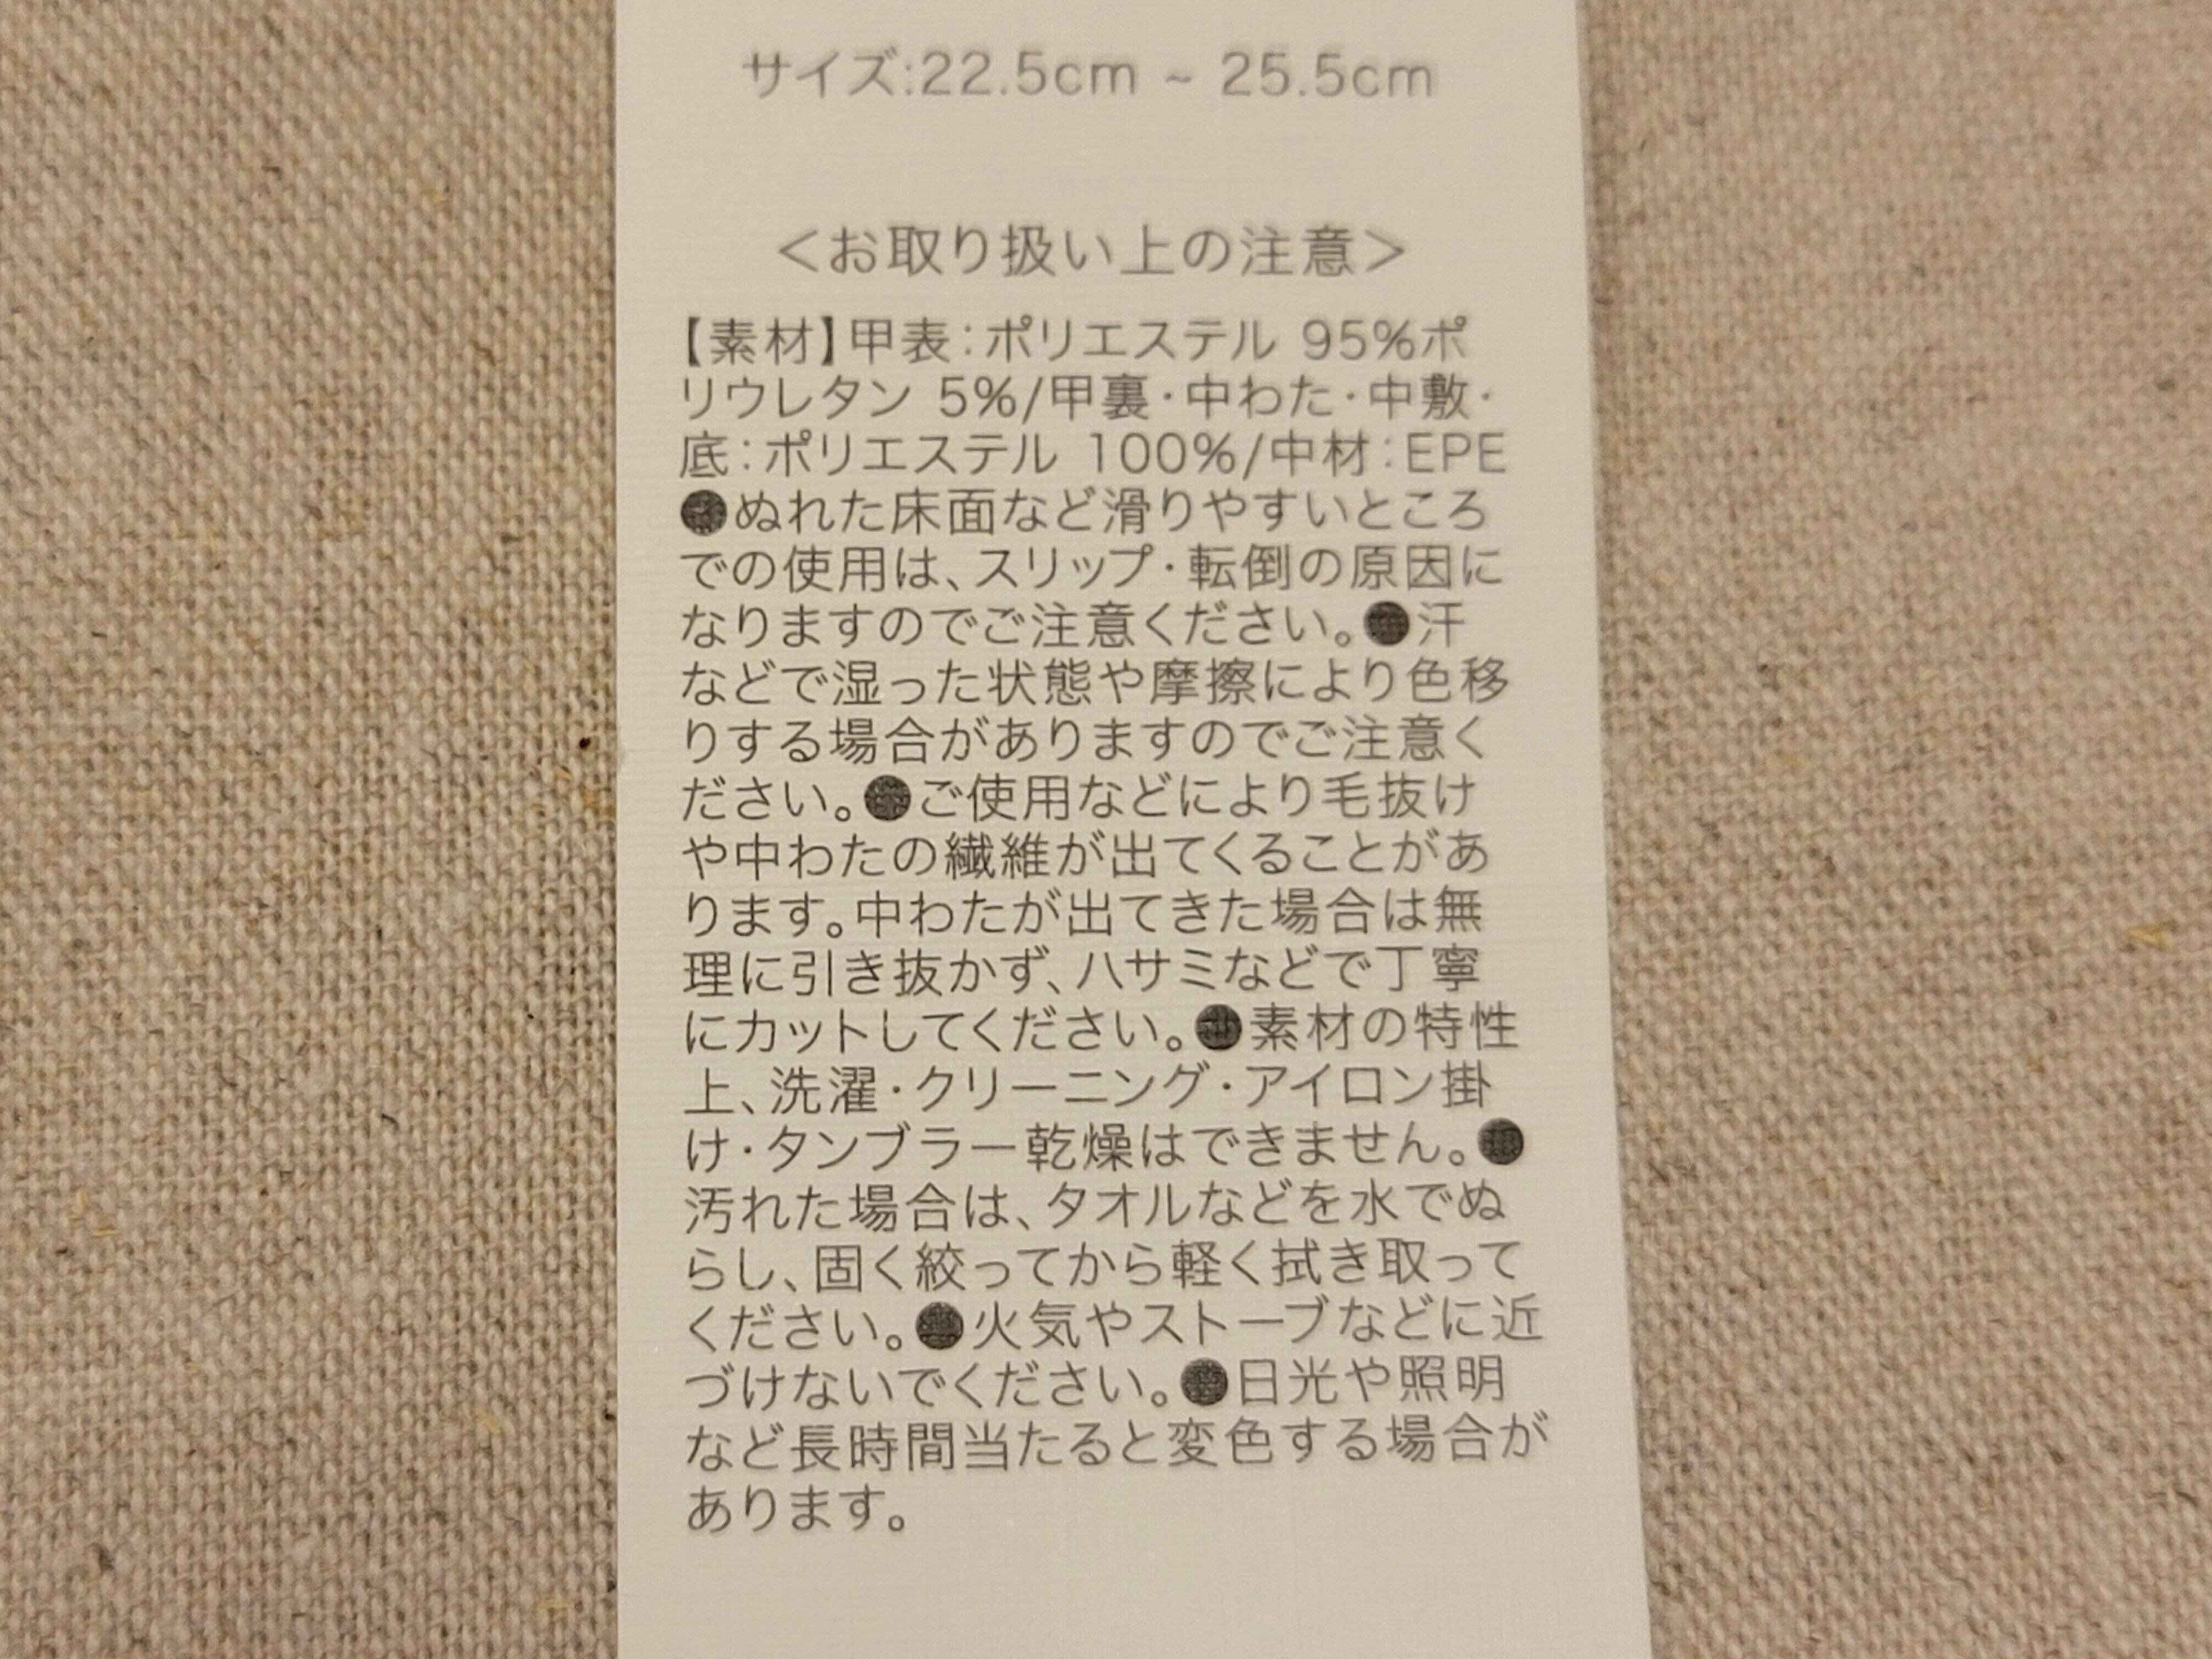 サイズ:22.5cm ~ 25.5cm
<お取り扱い上の注意>
【素材】甲表:ポリエステル 95%ポ
リウレタン 5%/甲裏・中わた・中敷・
底:ポリエステル 100%/中材:EPE
●ぬれた床面など滑りやすいところ
での使用は、スリップ・転倒の原因に
なりますのでご注意ください。●汗
などで湿った状態や摩擦により色移
りする場合がありますのでご注意く
ださい。●ご使用などにより毛抜け
や中わたの繊維が出てくることがあ
ります。中わたが出てきた場合は無
理に引き抜かず、ハサミなどで丁寧
にカットしてください。●素材の特性
上、洗濯・クリーニング・アイロン掛
け・タンブラー乾燥はできません。●
汚れた場合は、タオルなどを水でぬ
らし、固く絞ってから軽く拭き取って
ください。●火気やストーブなどに近
づけないでください。●日光や照明
など長時間当たると変色する場合が
あります。